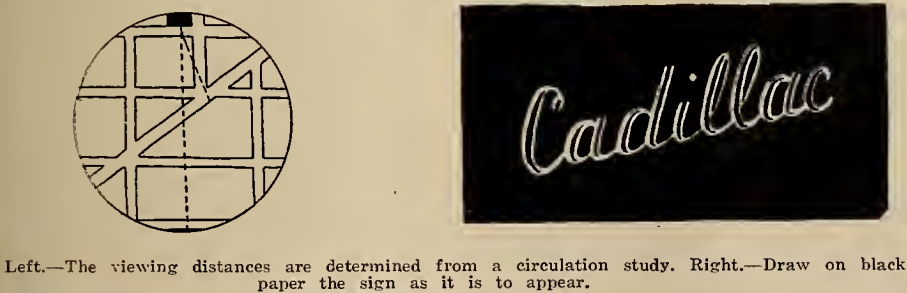 Cadillac
Left.—The viewing distances are determined from a circulation study. Right.—Draw on black
paper the sign as it is to appear.